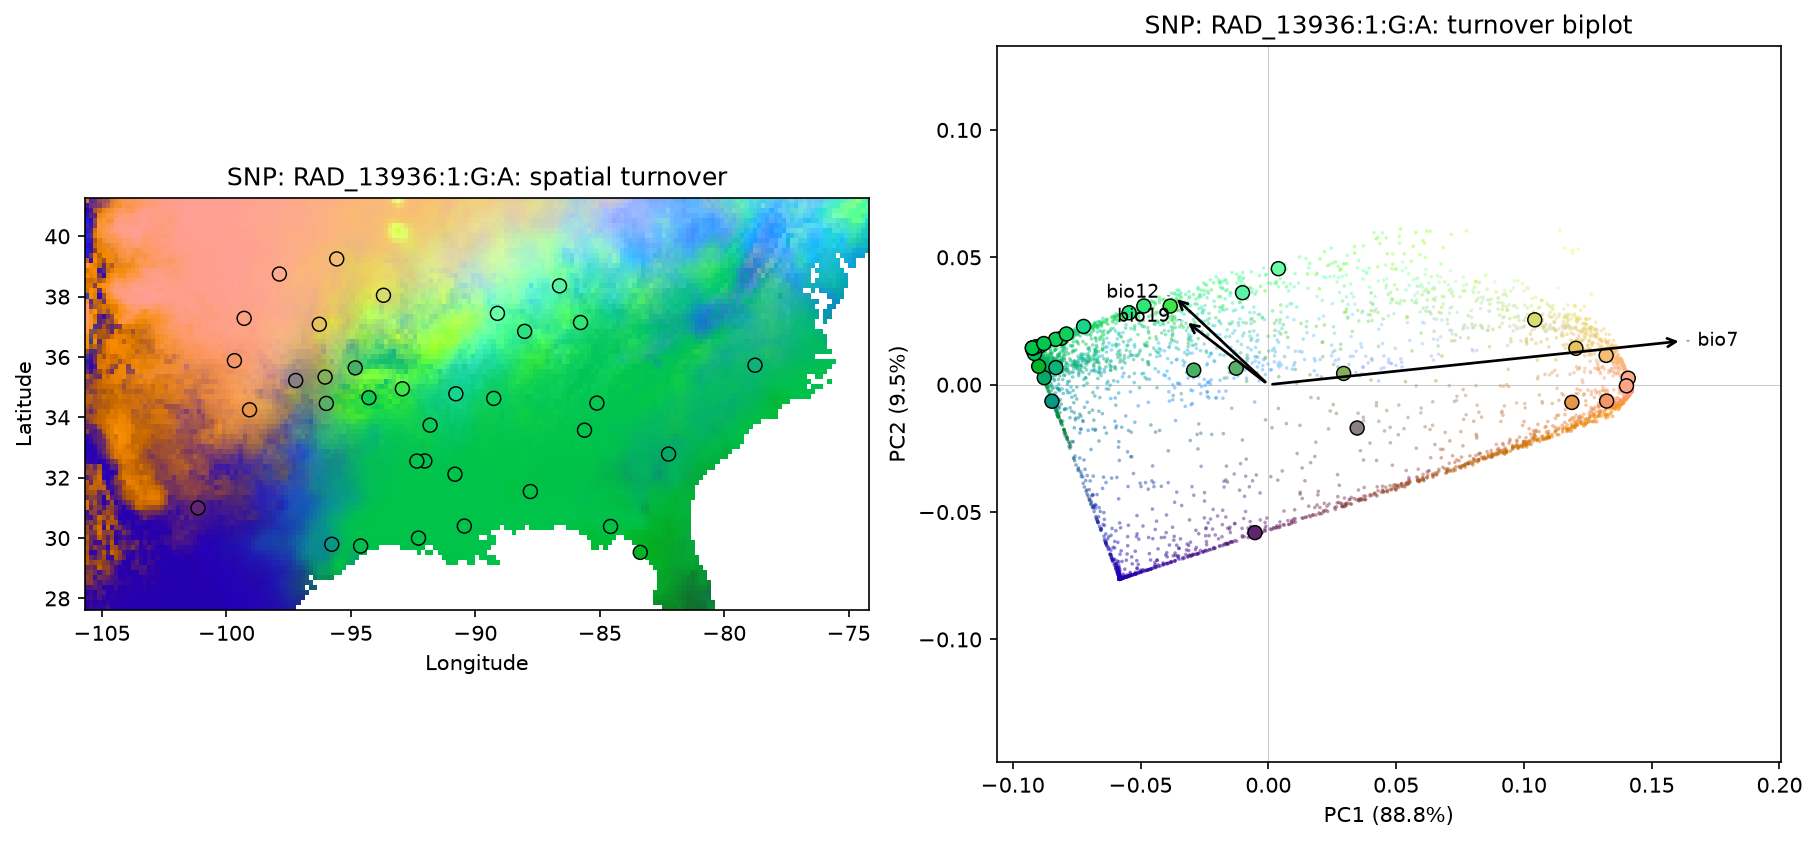 SNP: RAD_13936:1:G:A: spatial turnover
40
38
36
34
32
30
28
Latitude
−105
−100
−95
−90
−85
−80
−75
Longitude
SNP: RAD_13936:1:G:A: turnover biplot
0.10
0.05
0.00
−0.05
−0.10
PC2 (9.5%)
bio12
bio19
bio7
−0.10
−0.05
0.00
0.05
0.10
0.15
0.20
PC1 (88.8%)